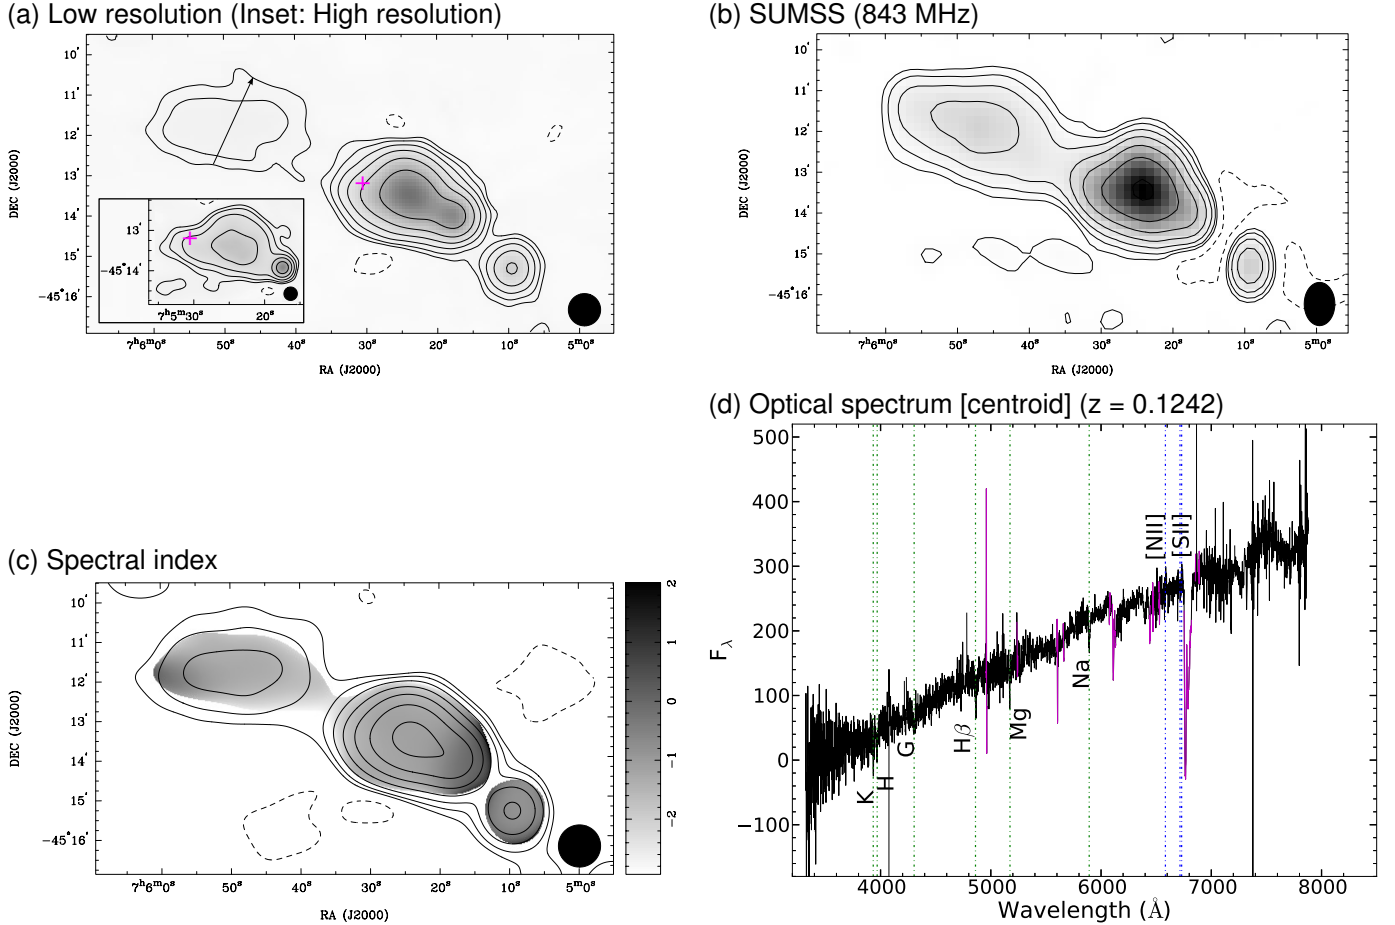 (a) Low resolution (Inset: High resolution)
10′
11′
12′
13′
14′
15′
−45°16′
DEC (J2000)
13′
−45°14′
7ʰ5ᵐ30ˢ 20ˢ
7ʰ6ᵐ0ˢ 50ˢ 40ˢ 30ˢ 20ˢ 10ˢ 5ᵐ0ˢ
RA (J2000)
(b) SUMSS (843 MHz)
10′
11′
12′
13′
14′
15′
−45°16′
DEC (J2000)
7ʰ6ᵐ0ˢ 50ˢ 40ˢ 30ˢ 20ˢ 10ˢ 5ᵐ0ˢ
RA (J2000)
(c) Spectral index
10′
11′
12′
13′
14′
15′
−45°16′
DEC (J2000)
7ʰ6ᵐ0ˢ 50ˢ 40ˢ 30ˢ 20ˢ 10ˢ 5ᵐ0ˢ
RA (J2000)
2
1
0
−1
−2
(d) Optical spectrum [centroid] (z = 0.1242)
500
400
300
200
100
0
−100
F_λ
K
H
G
Hβ
Mg
Na
[NII]
[SII]
4000 5000 6000 7000 8000
Wavelength (Å)